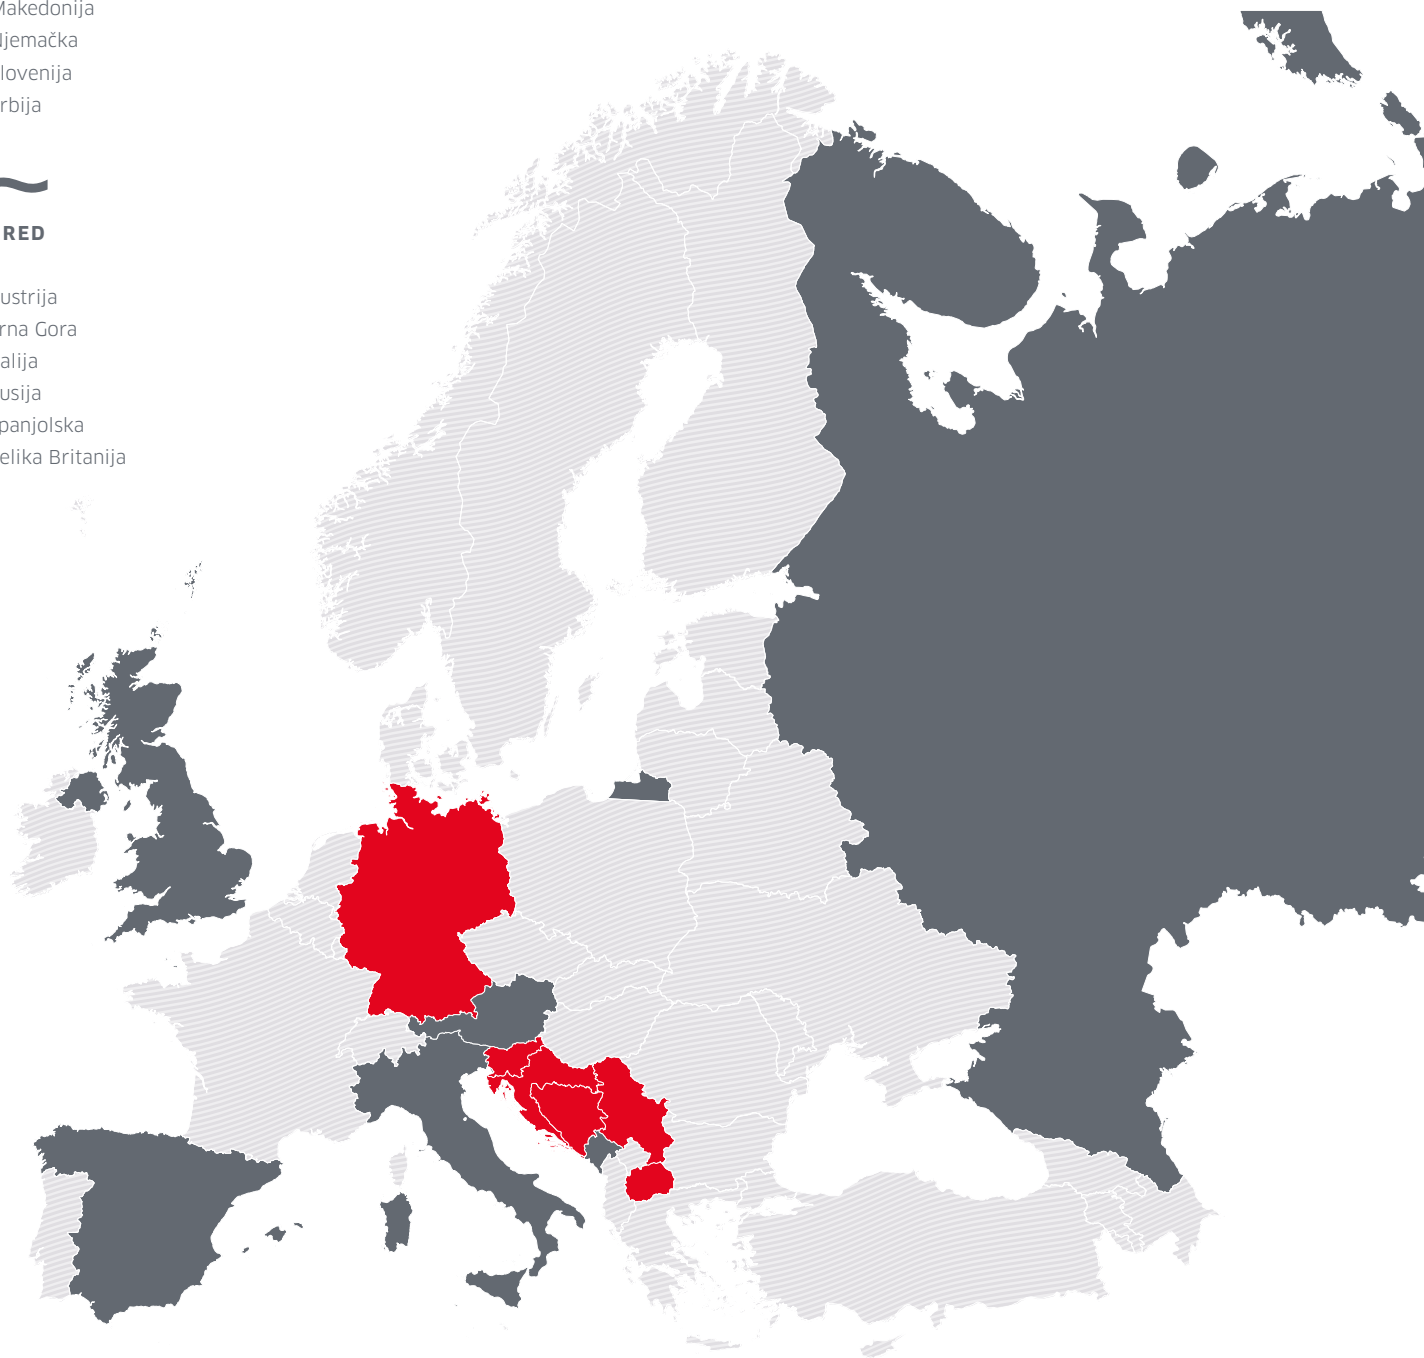 Makedonija
Njemačka
lovenija
rbija
RED
ustrija
rna Gora
alija
usija
panjolska
elika Britanija